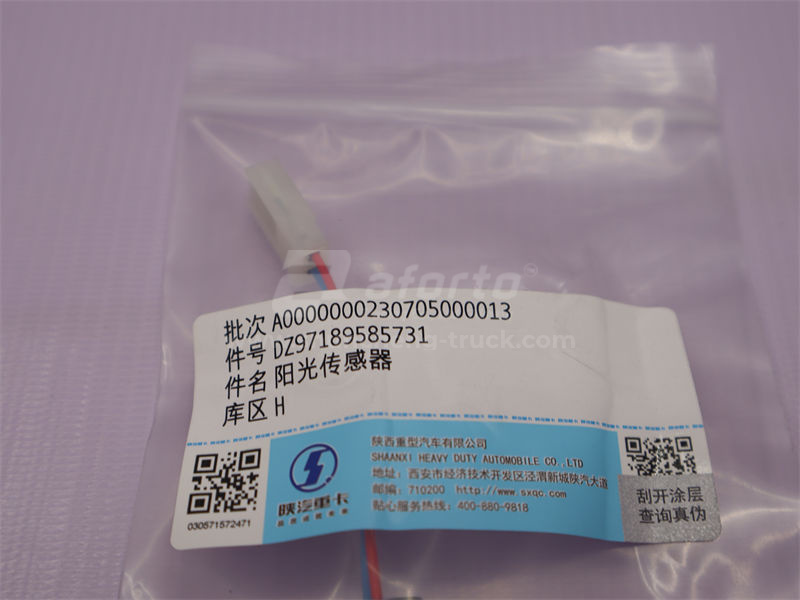 aforto
批次 A0000000230705000013
件号 DZ97189585731
件名 阳光传感器
库区 H
陕西重型汽车有限公司
SHAANXI HEAVY DUTY AUTOMOBILE CO.,LTD
地址：西安市经济技术开发区泾渭新城陕汽大道
邮编：710200 http://www.sxqc.com
贴心服务热线：400-880-9818
陕汽重卡
030571572471
刮开涂层
查询真伪